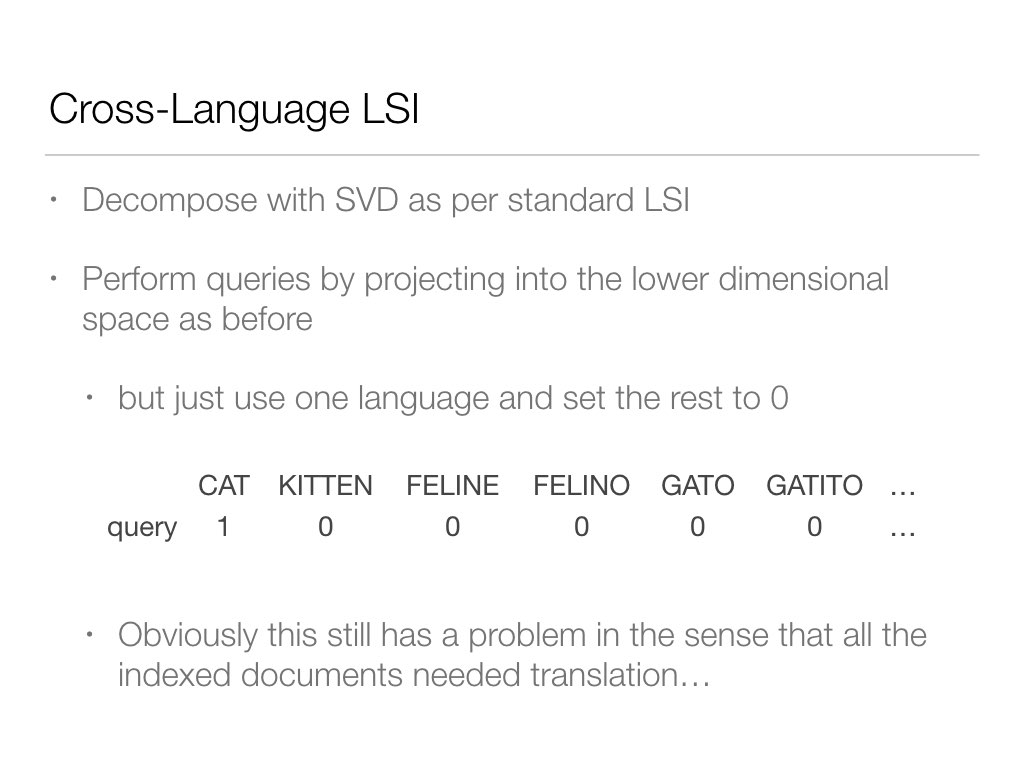 Cross-Language LSI
• Decompose with SVD as per standard LSI
• Perform queries by projecting into the lower dimensional
space as before
• but just use one language and set the rest to 0
CAT KITTEN FELINE FELINO GATO GATITO …
query 1 0 0 0 0 0 …
• Obviously this still has a problem in the sense that all the
indexed documents needed translation…